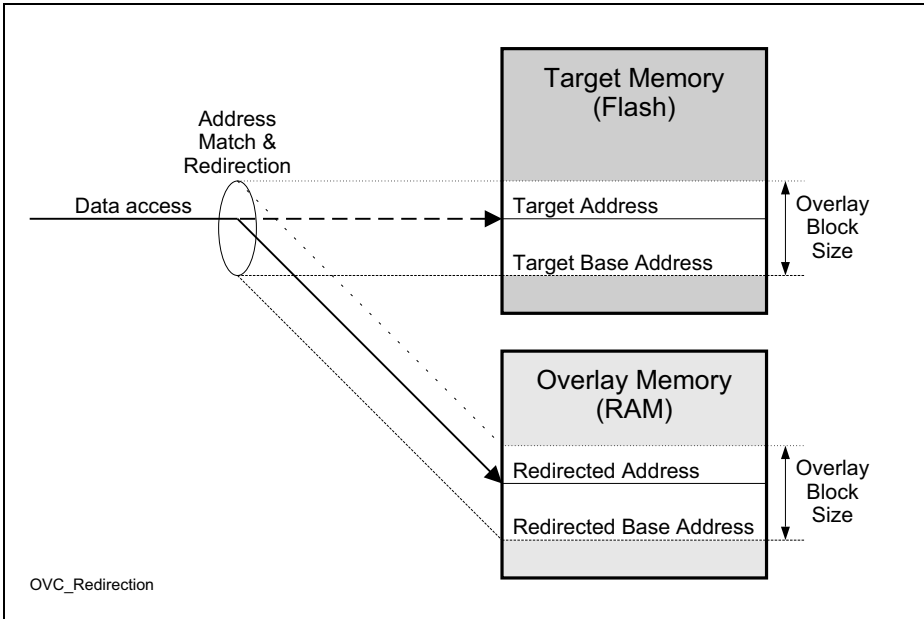 Target Memory
(Flash)
Address
Match &
Redirection
Data access
Target Address
Target Base Address
Overlay
Block
Size
Overlay Memory
(RAM)
Redirected Address
Redirected Base Address
Overlay
Block
Size
OVC_Redirection